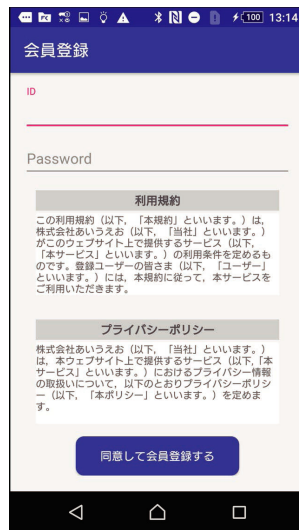 100 13:14
会員登録
ID
Password
利用規約
この利用規約（以下，「本規約」といいます。）は，
株式会社あいうえお（以下，「当社」といいます。）
がこのウェブサイト上で提供するサービス（以下，
「本サービス」といいます。）の利用条件を定めるも
のです。登録ユーザーの皆さま（以下，「ユーザー」
といいます。）には，本規約に従って，本サービスを
ご利用いただきます。
プライバシーポリシー
株式会社あいうえお（以下，「当社」といいます。）
は，本ウェブサイト上で提供するサービス（以下,「本
サービス」といいます。）におけるプライバシー情報
の取扱いについて，以下のとおりプライバシーポリシ
ー（以下，「本ポリシー」といいます。）を定めま
す。
同意して会員登録する